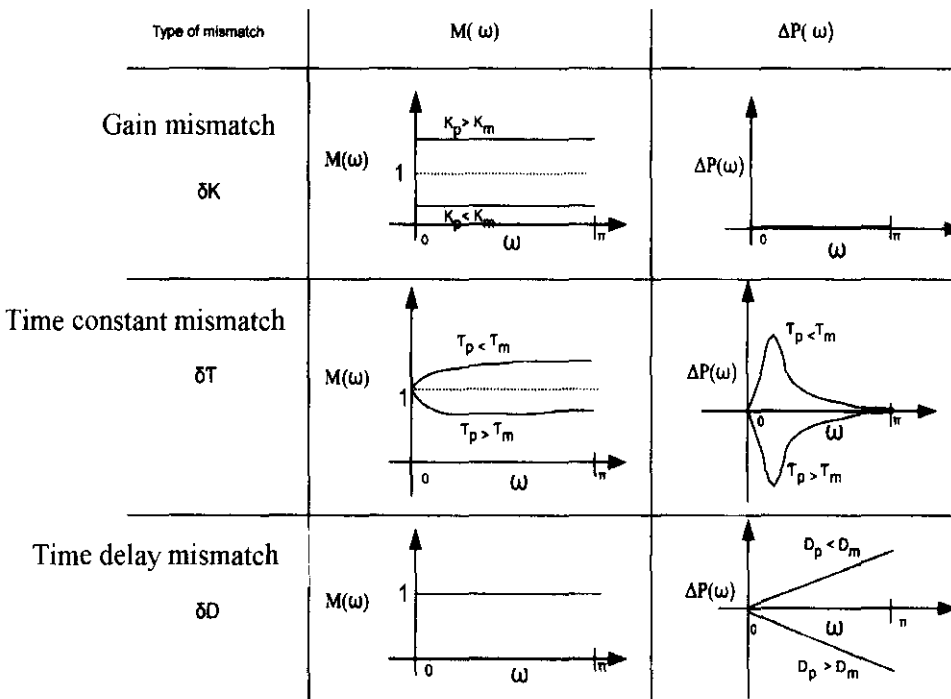 Type of mismatch M( ω) ΔP( ω)
Gain mismatch
δK
M(ω)
1
K_p > K_m
K_p < K_m
0 ω π
ΔP(ω)
0 ω π
Time constant mismatch
δT
M(ω)
1
T_p < T_m
T_p > T_m
0 ω π
ΔP(ω)
T_p < T_m
0 ω π
T_p > T_m
Time delay mismatch
δD
M(ω)
1
0 ω π
ΔP(ω)
D_p < D_m
0 ω π
D_p > D_m